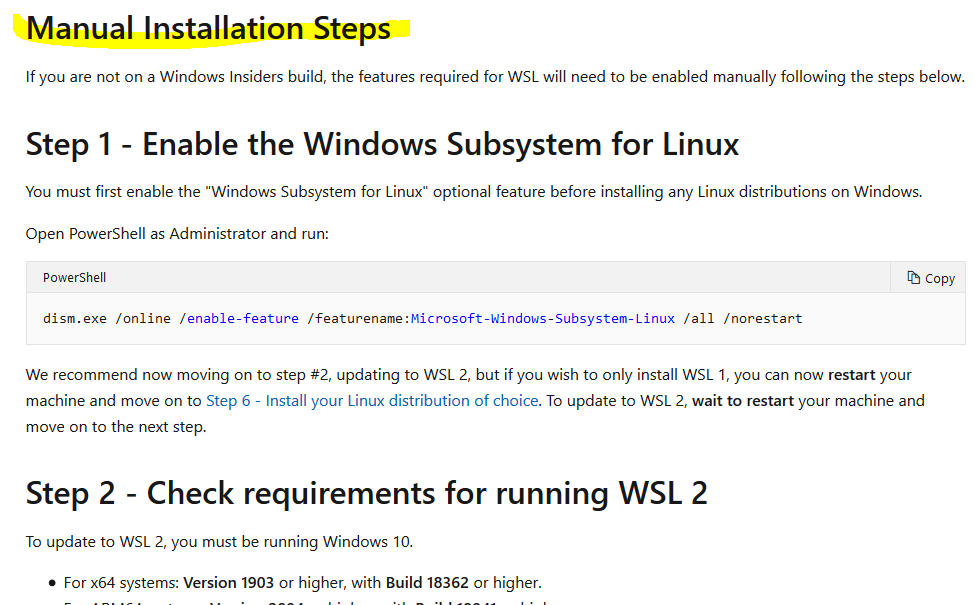 Manual Installation Steps
If you are not on a Windows Insiders build, the features required for WSL will need to be enabled manually following the steps below.
Step 1 - Enable the Windows Subsystem for Linux
You must first enable the "Windows Subsystem for Linux" optional feature before installing any Linux distributions on Windows.
Open PowerShell as Administrator and run:
PowerShell
Copy
dism.exe /online /enable-feature /featurename:Microsoft-Windows-Subsystem-Linux /all /norestart
We recommend now moving on to step #2, updating to WSL 2, but if you wish to only install WSL 1, you can now restart your
machine and move on to Step 6 - Install your Linux distribution of choice. To update to WSL 2, wait to restart your machine and
move on to the next step.
Step 2 - Check requirements for running WSL 2
To update to WSL 2, you must be running Windows 10.
• For x64 systems: Version 1903 or higher, with Build 18362 or higher.